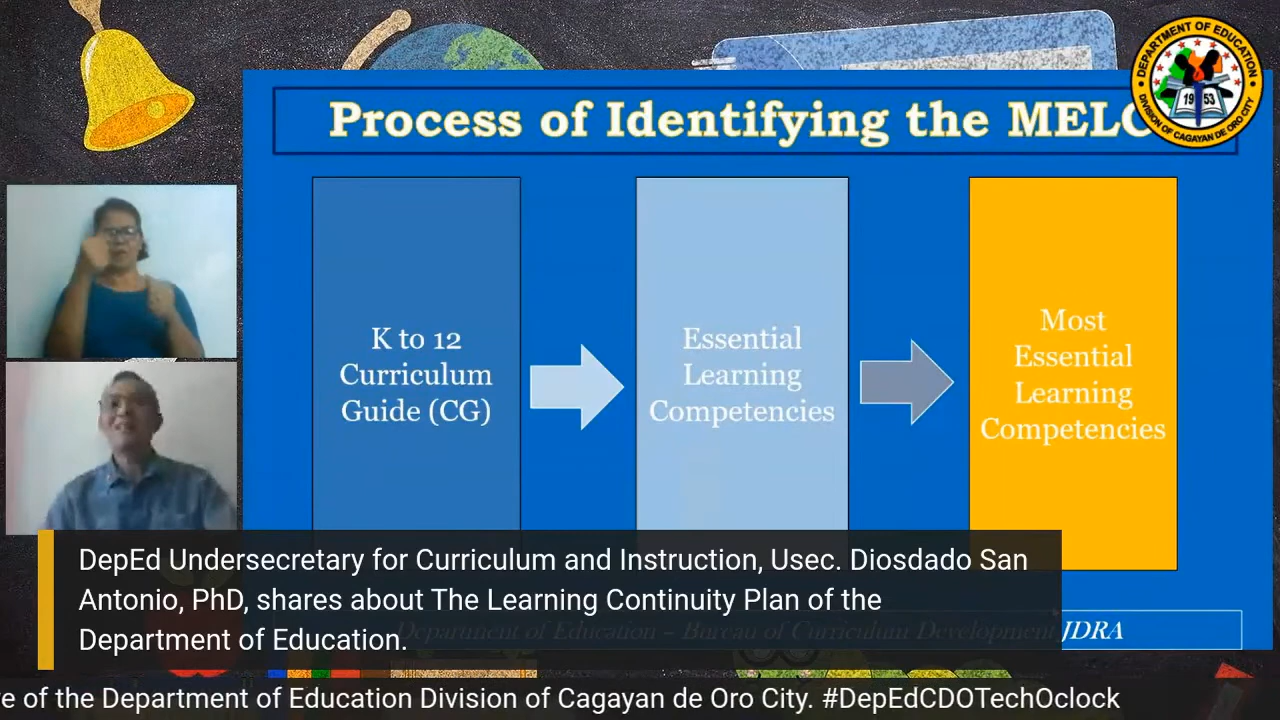 DEPARTMENT OF EDUCATION
19 53
DIVISION OF CAGAYAN DE ORO CITY
Process of Identifying the MELC
K to 12
Curriculum
Guide (CG)
Essential
Learning
Competencies
Most
Essential
Learning
Competencies
DepEd Undersecretary for Curriculum and Instruction, Usec. Diosdado San
Antonio, PhD, shares about The Learning Continuity Plan of the
Department of Education.
Department of Education – Bureau of Curriculum Development JDRA
e of the Department of Education Division of Cagayan de Oro City. #DepEdCDOTechOclock